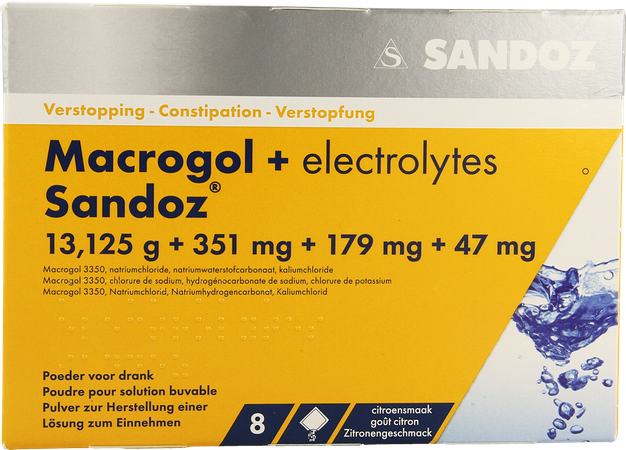 SANDOZ
Verstopping - Constipation - Verstopfung
Macrogol + electrolytes
Sandoz®
13,125 g + 351 mg + 179 mg + 47 mg
Macrogol 3350, natriumchloride, natriumwaterstofcarbonaat, kaliumchloride
Macrogol 3350, chlorure de sodium, hydrogénocarbonate de sodium, chlorure de potassium
Macrogol 3350, Natriumchlorid, Natriumhydrogencarbonat, Kaliumchlorid
Poeder voor drank
Poudre pour solution buvable
Pulver zur Herstellung einer
Lösung zum Einnehmen
8
citroensmaak
goût citron
Zitronengeschmack